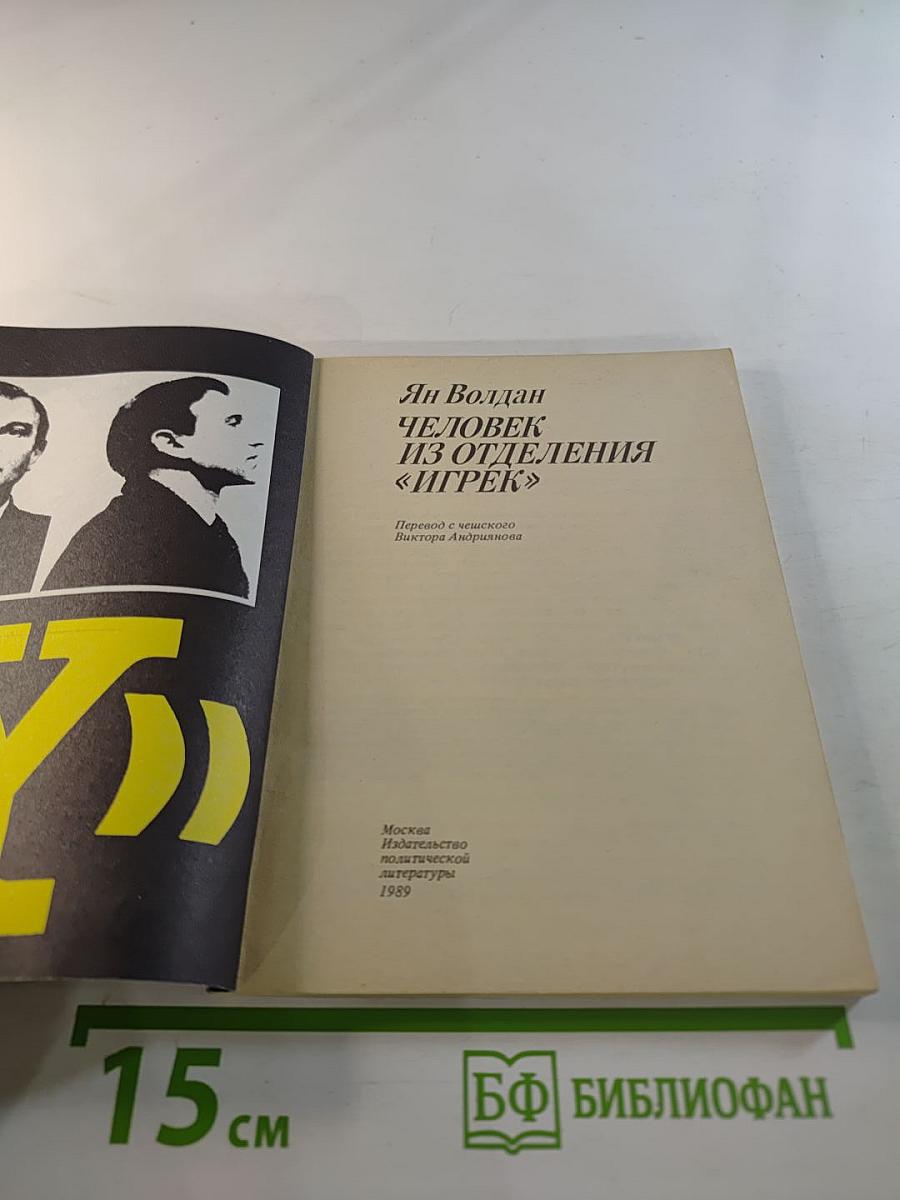 Y»
Ян Волдан
ЧЕЛОВЕК
ИЗ ОТДЕЛЕНИЯ
«ИГРЕК»
Перевод с чешского
Виктора Андриянова
Москва
Издательство
политической
литературы
1989
15 см
БФ БИБЛИОФАН